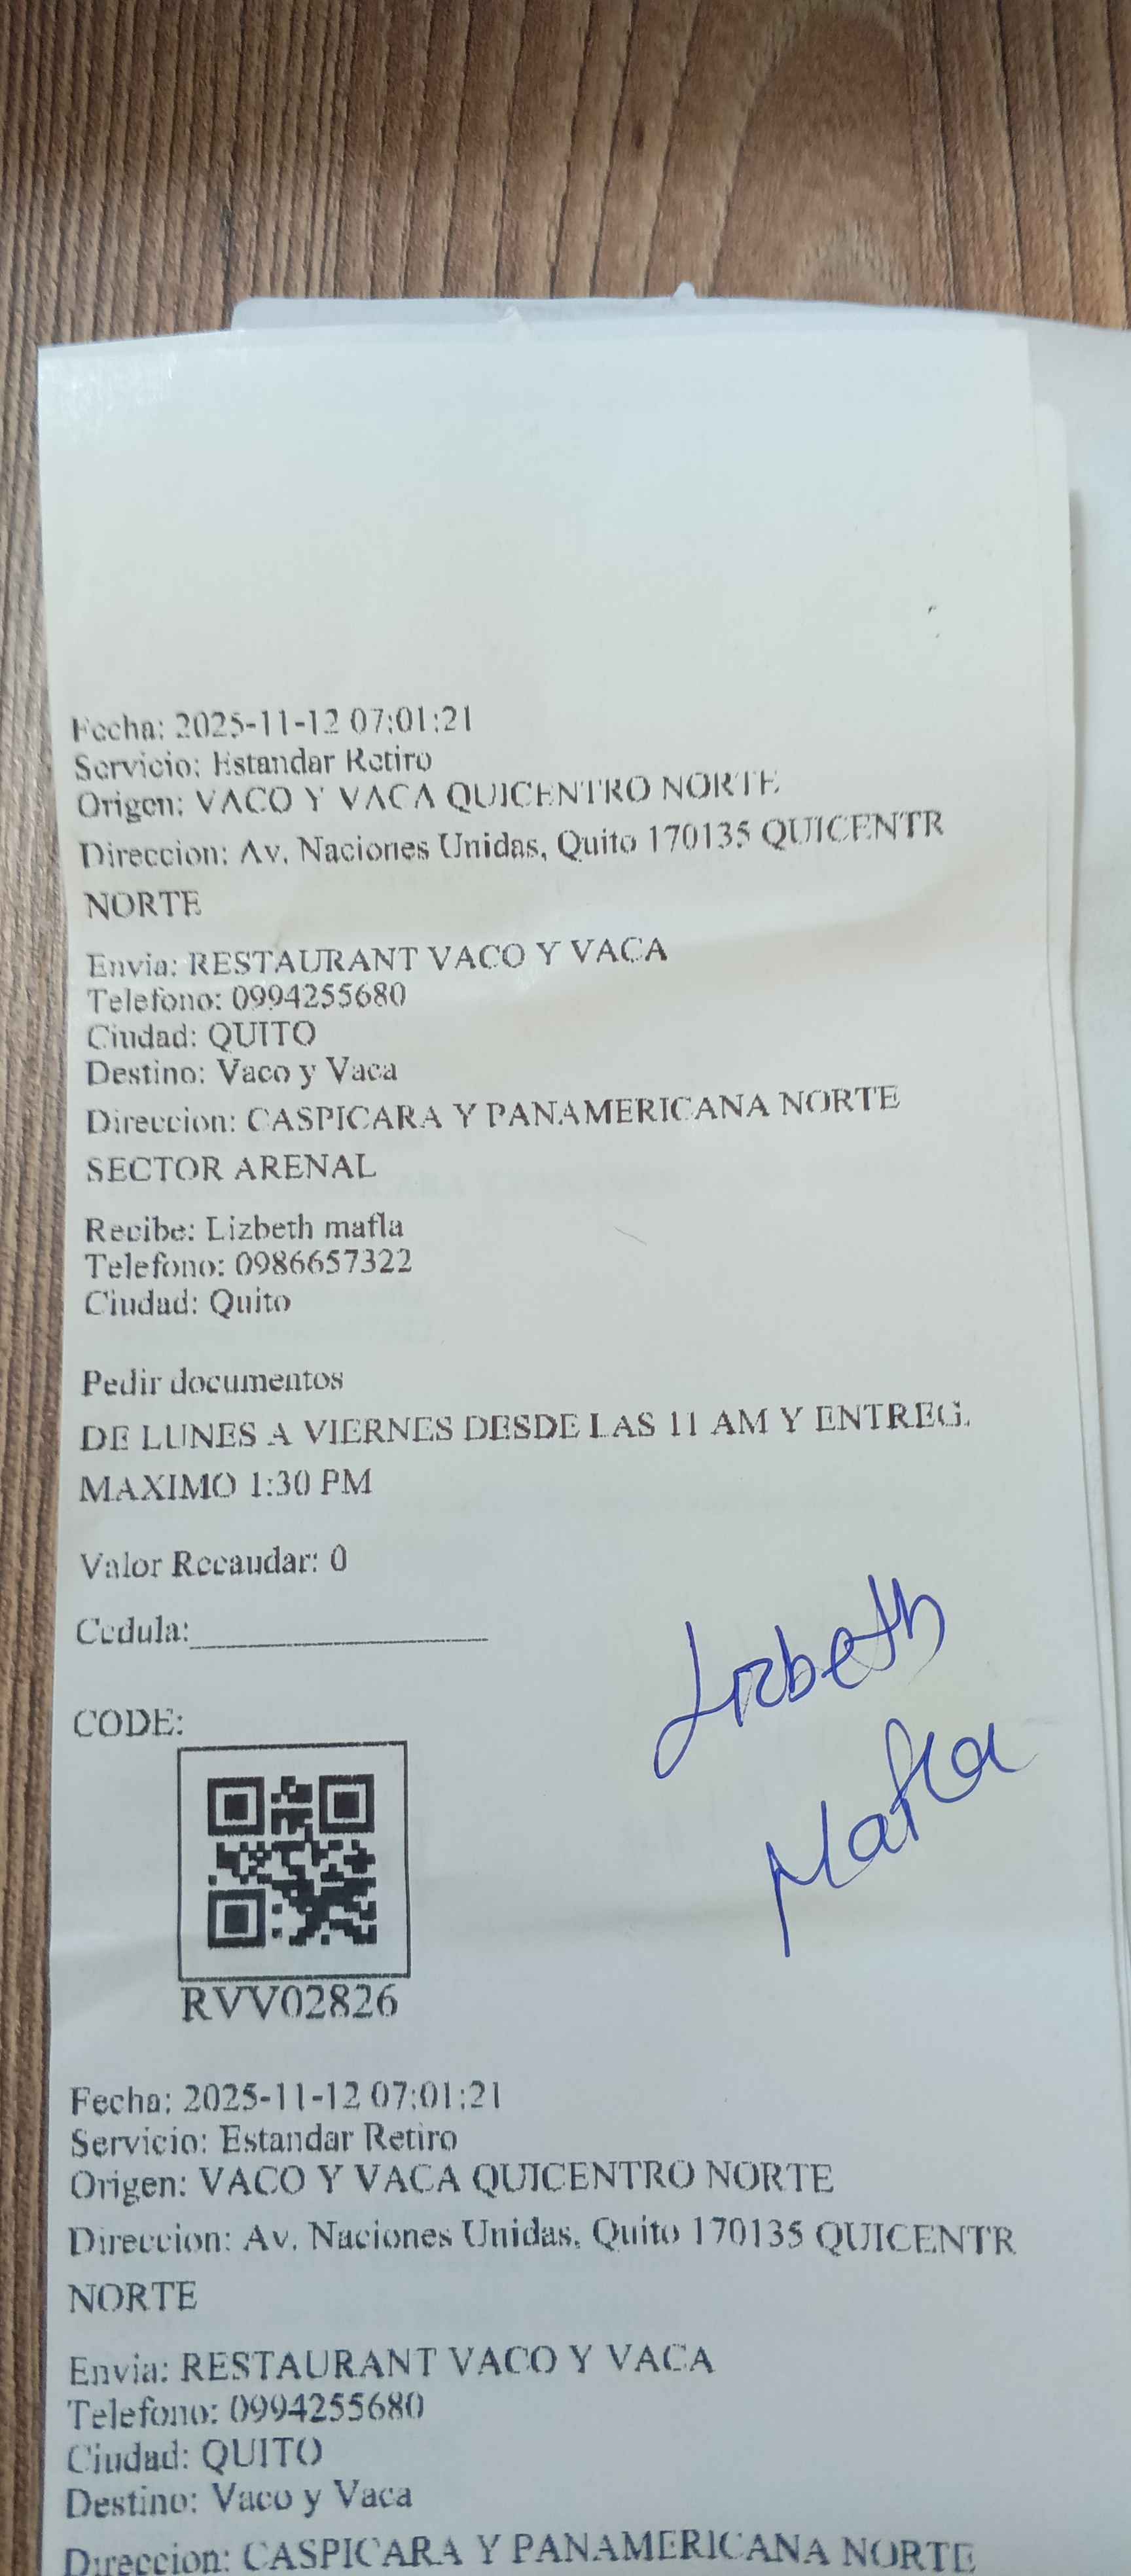 Fecha: 2025-11-12 07:01:21
Servicio: Estandar Retiro
Origen: VACO Y VACA QUICENTRO NORTE
Direccion: Av. Naciones Unidas, Quito 170135 QUICENTR
NORTE
Envia: RESTAURANT VACO Y VACA
Telefono: 0994255680
Ciudad: QUITO
Destino: Vaco y Vaca
Direccion: CASPICARA Y PANAMERICANA NORTE
SECTOR ARENAL
Recibe: Lizbeth mafla
Telefono: 0986657322
Ciudad: Quito
Pedir documentos
DE LUNES A VIERNES DESDE LAS 11 AM Y ENTREG.
MAXIMO 1:30 PM
Valor Recaudar: 0
Cedula:
Lizbeth
Mafla
CODE:
RVV02826
Fecha: 2025-11-12 07:01:21
Servicio: Estandar Retiro
Origen: VACO Y VACA QUICENTRO NORTE
Direccion: Av. Naciones Unidas, Quito 170135 QUICENTR
NORTE
Envia: RESTAURANT VACO Y VACA
Telefono: 0994255680
Ciudad: QUITO
Destino: Vaco y Vaca
Direccion: CASPICARA Y PANAMERICANA NORTE